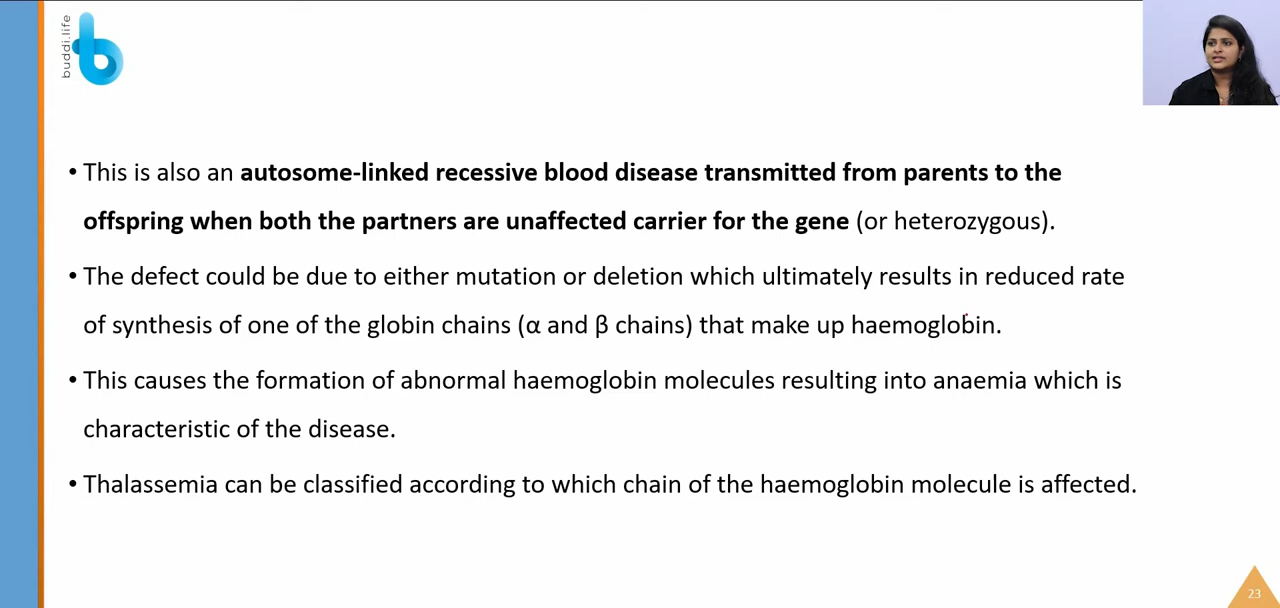 buddi.life
• This is also an autosome-linked recessive blood disease transmitted from parents to the
offspring when both the partners are unaffected carrier for the gene (or heterozygous).
• The defect could be due to either mutation or deletion which ultimately results in reduced rate
of synthesis of one of the globin chains (α and β chains) that make up haemoglobin.
• This causes the formation of abnormal haemoglobin molecules resulting into anaemia which is
characteristic of the disease.
• Thalassemia can be classified according to which chain of the haemoglobin molecule is affected.
23